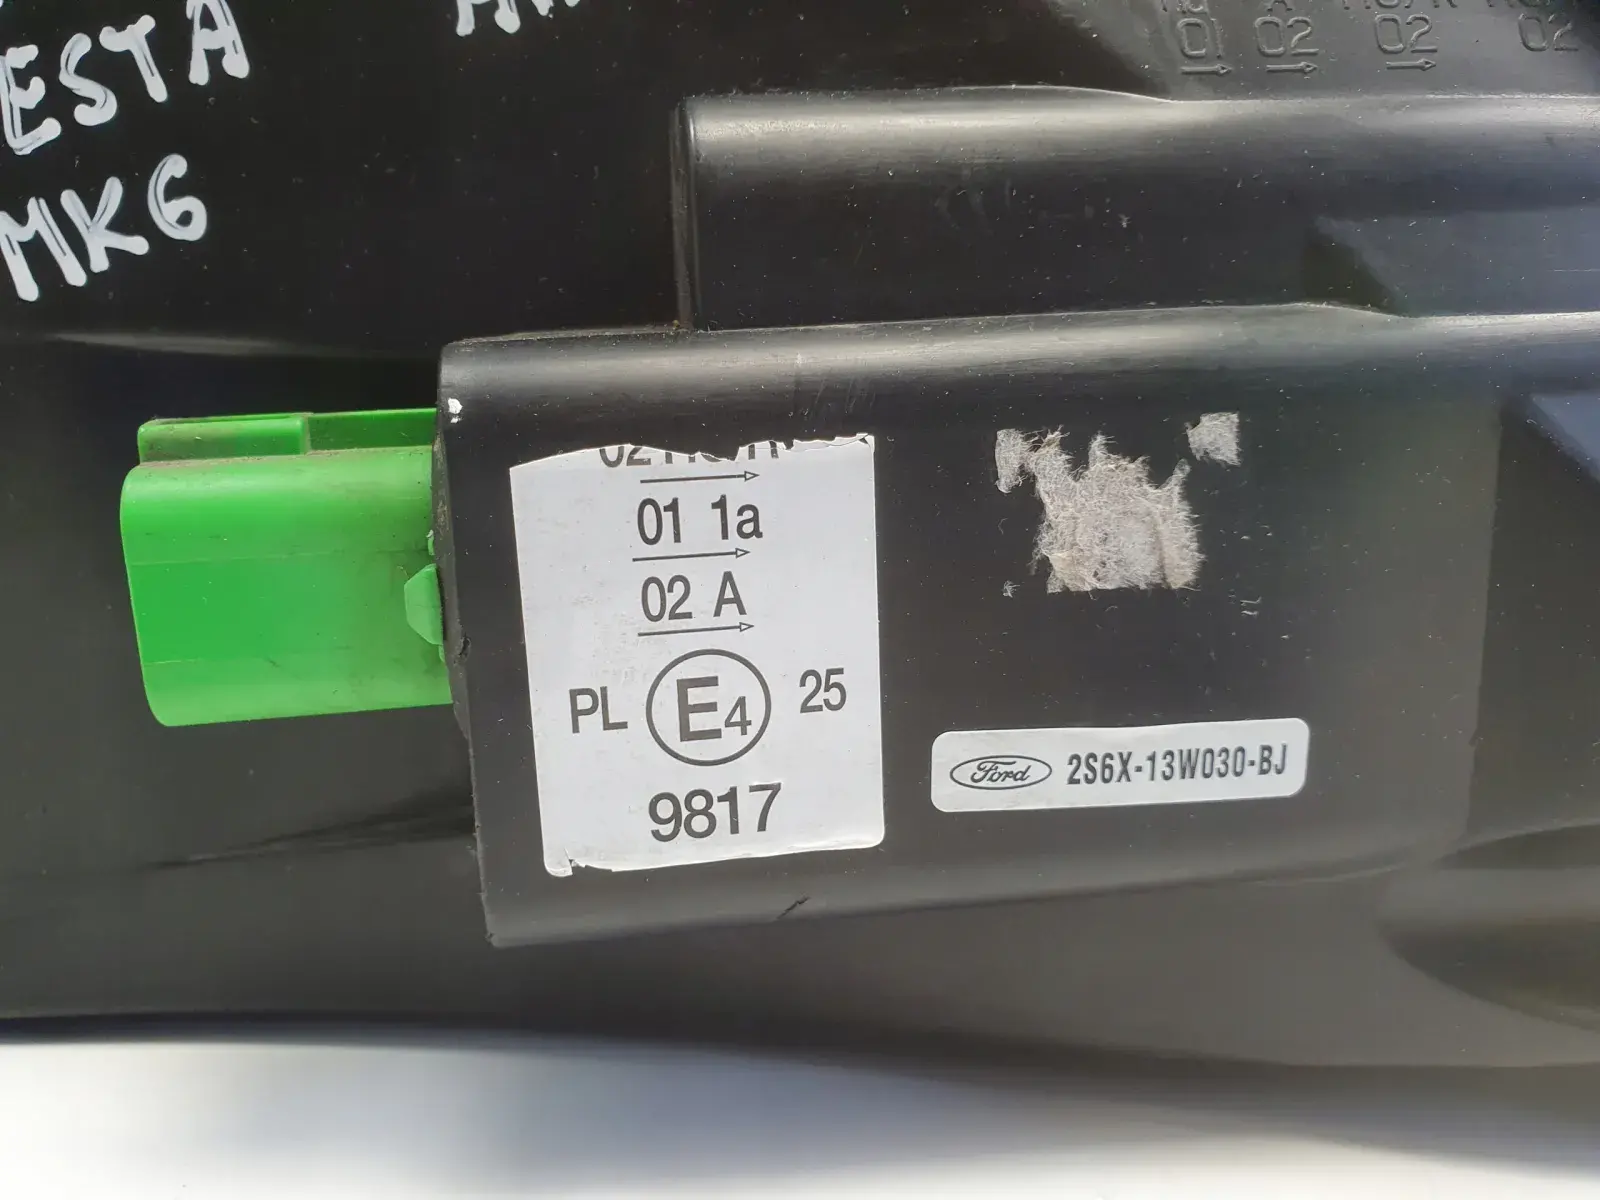 ESTA
MK6
01
02
02
02
01 1a
02 A
PL E4 25
9817
Ford 2S6X-13W030-BJ